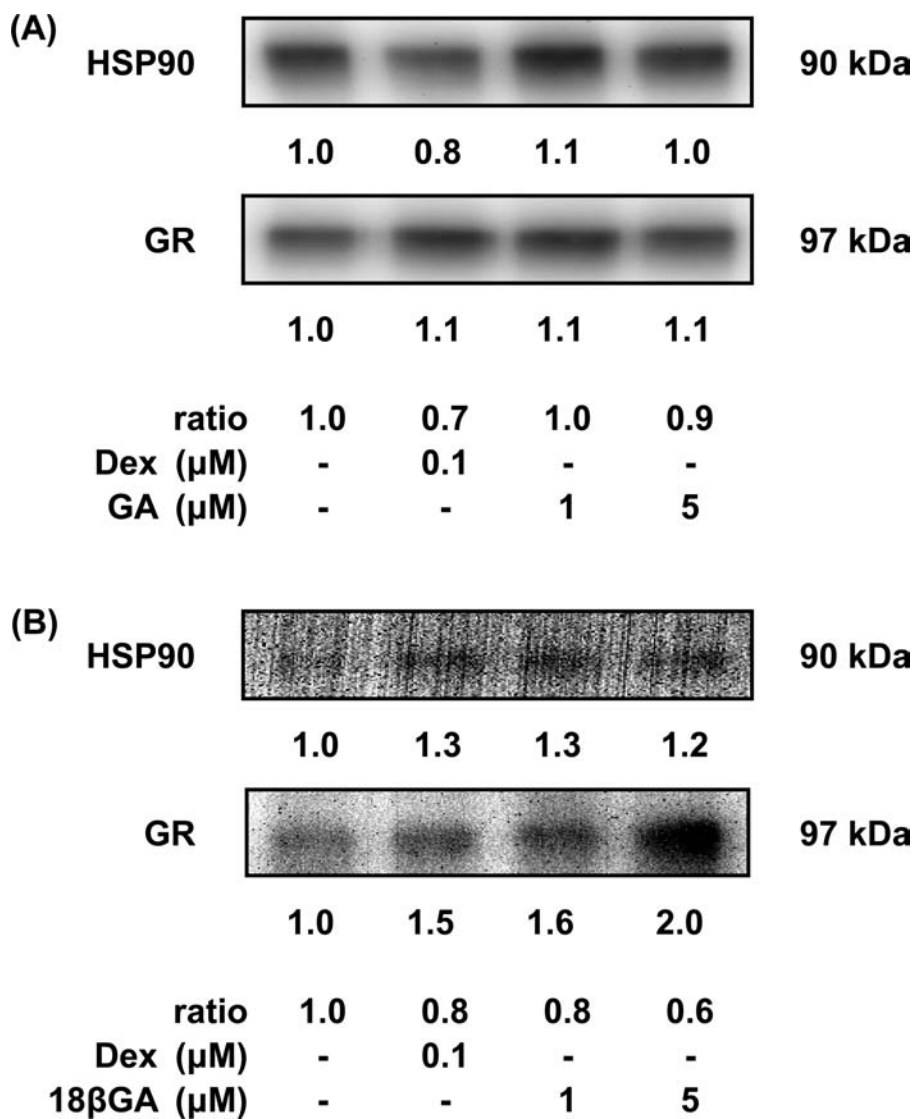 (A)
HSP90 90 kDa
1.0 0.8 1.1 1.0
GR 97 kDa
1.0 1.1 1.1 1.1
ratio 1.0 0.7 1.0 0.9
Dex (μM) - 0.1 - -
GA (μM) - - 1 5
(B)
HSP90 90 kDa
1.0 1.3 1.3 1.2
GR 97 kDa
1.0 1.5 1.6 2.0
ratio 1.0 0.8 0.8 0.6
Dex (μM) - 0.1 - -
18βGA (μM) - - 1 5